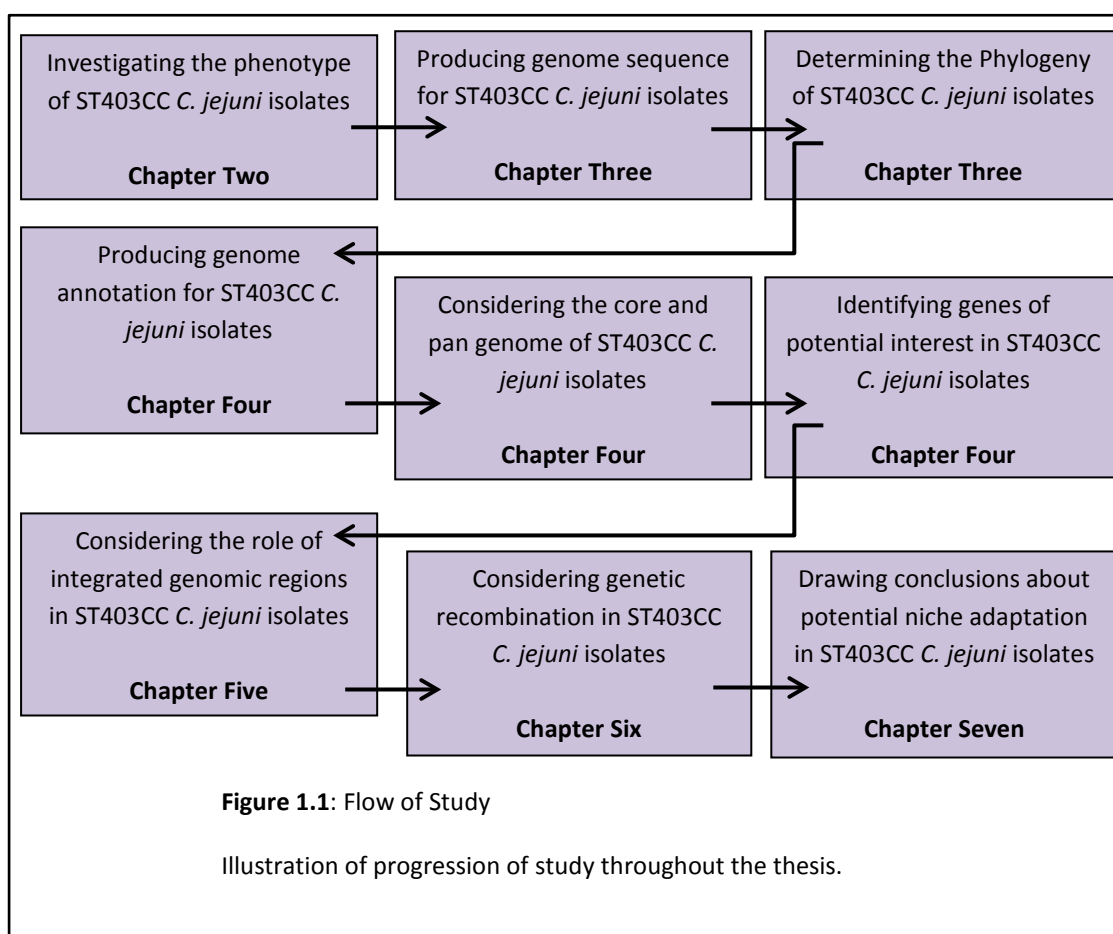 Investigating the phenotype
of ST403CC C. jejuni isolates
Chapter Two
Producing genome sequence
for ST403CC C. jejuni isolates
Chapter Three
Determining the Phylogeny
of ST403CC C. jejuni isolates
Chapter Three
Producing genome
annotation for ST403CC C.
jejuni isolates
Chapter Four
Considering the core and
pan genome of ST403CC C.
jejuni isolates
Chapter Four
Identifying genes of
potential interest in ST403CC
C. jejuni isolates
Chapter Four
Considering the role of
integrated genomic regions
in ST403CC C. jejuni isolates
Chapter Five
Considering genetic
recombination in ST403CC
C. jejuni isolates
Chapter Six
Drawing conclusions about
potential niche adaptation
in ST403CC C. jejuni isolates
Chapter Seven
Figure 1.1: Flow of Study
Illustration of progression of study throughout the thesis.